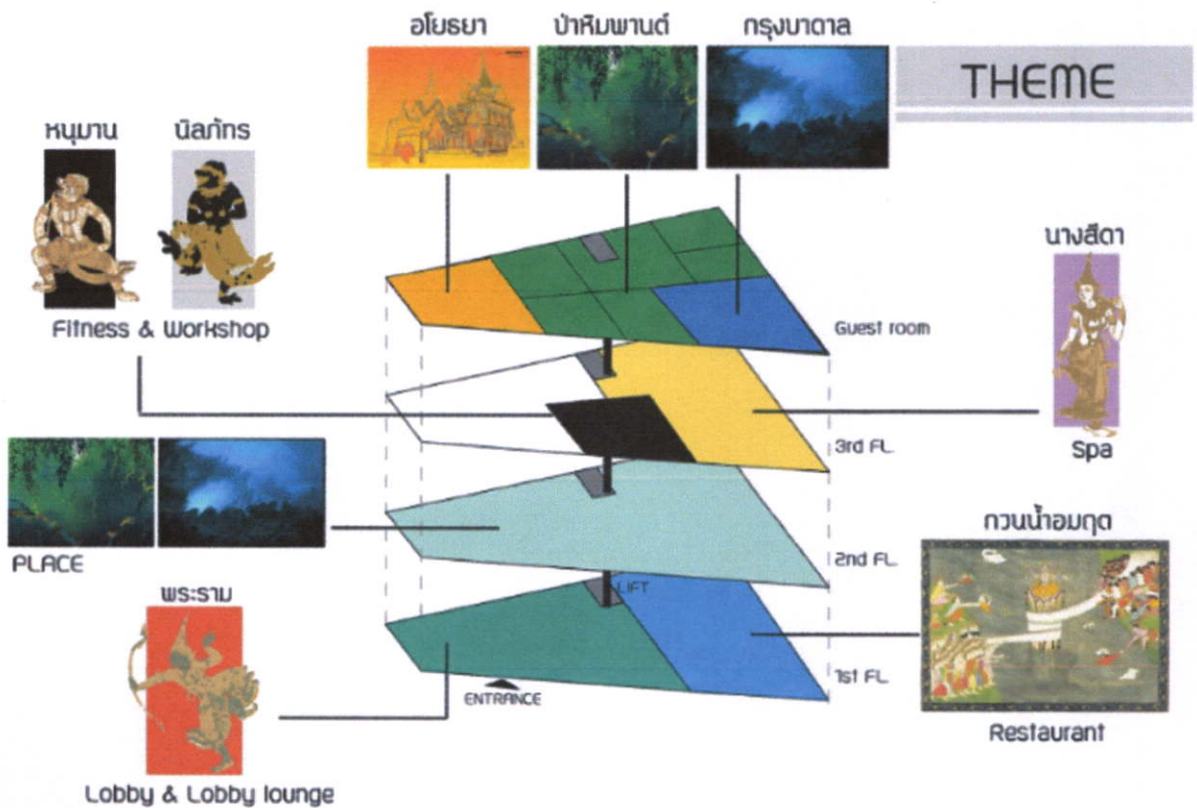 อโยธยา
ป่าหิมพานต์
กรุงบาดาล
THEME
หนุมาน
นิลภัทร
Fitness & Workshop
นางสีดา
Spa
Guest room
3rd FL.
PLACE
2nd FL.
กวนน้ำอมฤต
Restaurant
พระราม
LIFT
1st FL.
ENTRANCE
Lobby & Lobby lounge